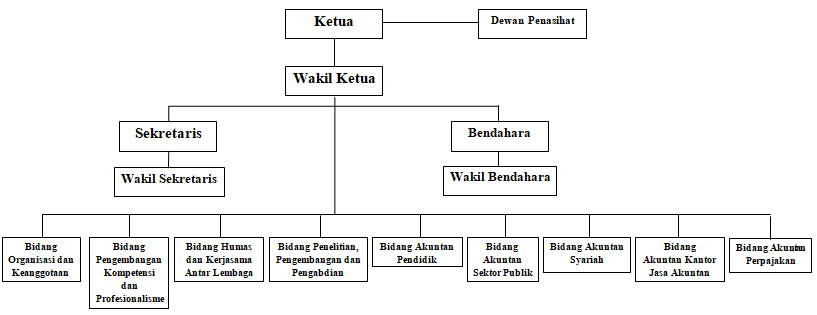 Ketua
Dewan Penasihat
Wakil Ketua
Sekretaris
Bendahara
Wakil Sekretaris
Wakil Bendahara
Bidang
Organisasi dan
Keanggotaan
Bidang
Pengembangan
Kompetensi
dan
Profesionalisme
Bidang Humas
dan Kerjasama
Antar Lembaga
Bidang Penelitian,
Pengembangan dan
Pengabdian
Bidang Akuntan
Pendidik
Bidang
Akuntan
Sektor Publik
Bidang Akuntan
Syariah
Bidang
Akuntan Kantor
Jasa Akuntan
Bidang Akuntan
Perpajakan